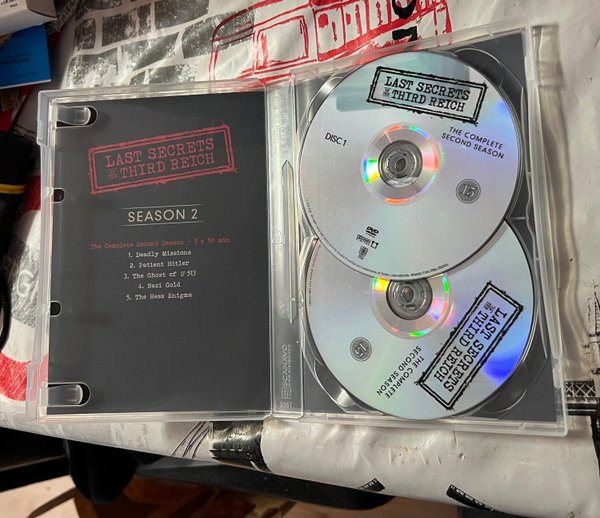 LAST SECRETS
OF THE THIRD REICH
SEASON 2
The Complete Second Season - 5 x 50 min
1. Deadly Missions
2. Patient Hitler
3. The Ghost of U 513
4. Nazi Gold
5. The Hess Enigma
LAST SECRETS
OF THE THIRD REICH
THE COMPLETE
SECOND SEASON
DISC 1
15
DVD
LAST SECRETS
OF THE THIRD REICH
THE COMPLETE
SECOND SEASON
15